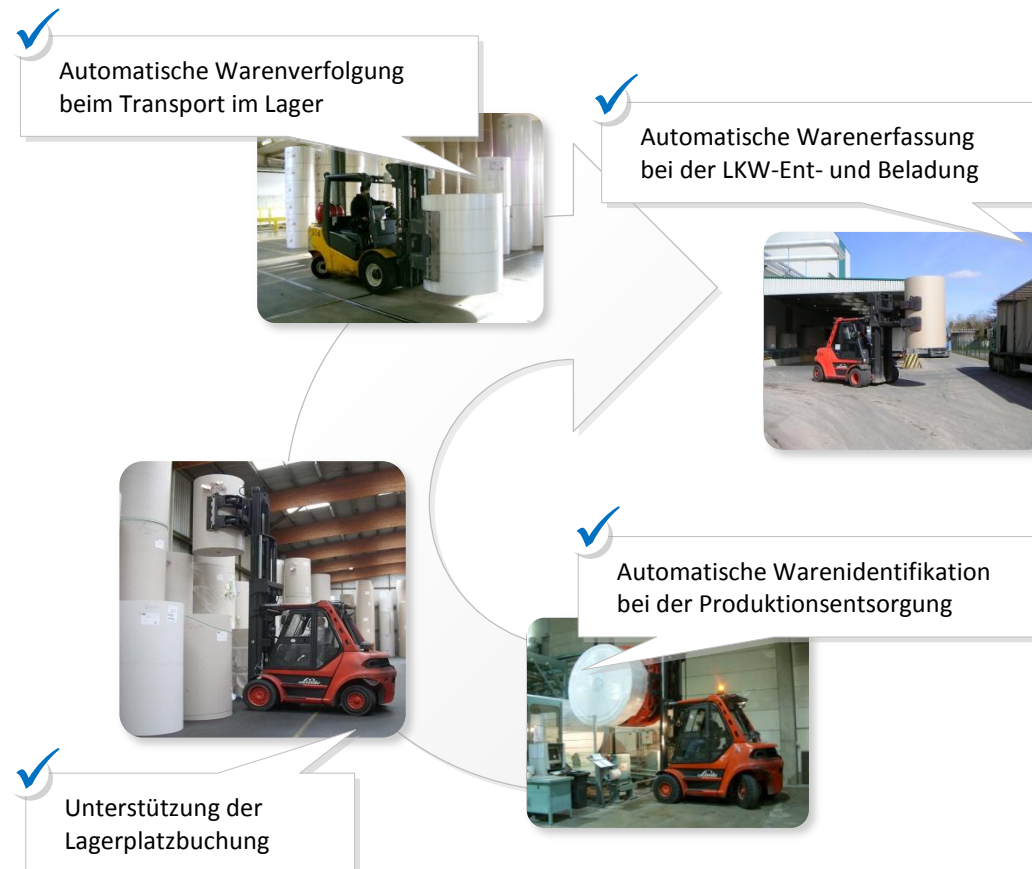 Automatische Warenverfolgung
beim Transport im Lager
Automatische Warenerfassung
bei der LKW-Ent- und Beladung
Automatische Warenidentifikation
bei der Produktionsentsorgung
Unterstützung der
Lagerplatzbuchung